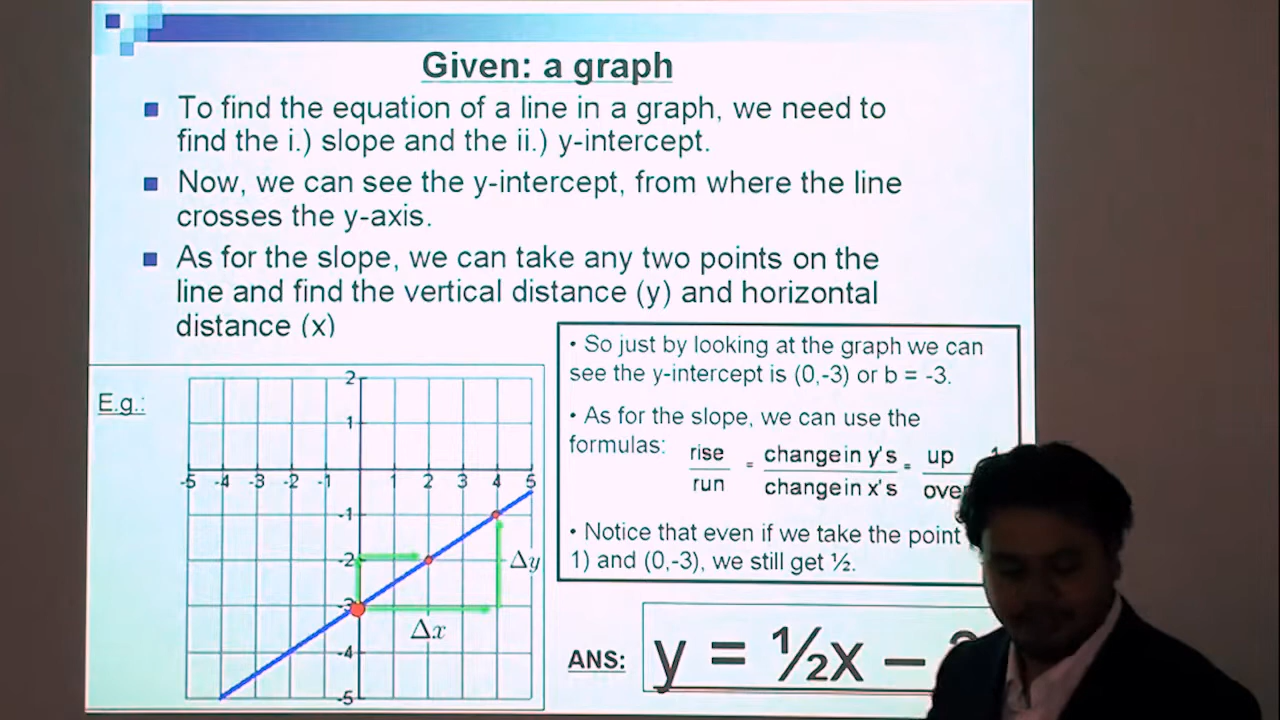 Given: a graph
To find the equation of a line in a graph, we need to
find the i.) slope and the ii.) y-intercept.
Now, we can see the y-intercept, from where the line
crosses the y-axis.
As for the slope, we can take any two points on the
line and find the vertical distance (y) and horizontal
distance (x)
E.g.:
2
1
-5 -4 -3 -2 -1 1 2 3 4 5
-1
-2
-3
-4
-5
Δy
Δx
• So just by looking at the graph we can
see the y-intercept is (0,-3) or b = -3.
• As for the slope, we can use the
formulas:
rise = changein y's = up
run changein x's
• Notice that even if we take the point
1) and (0,-3), we still get ½.
ANS: y = ½x –